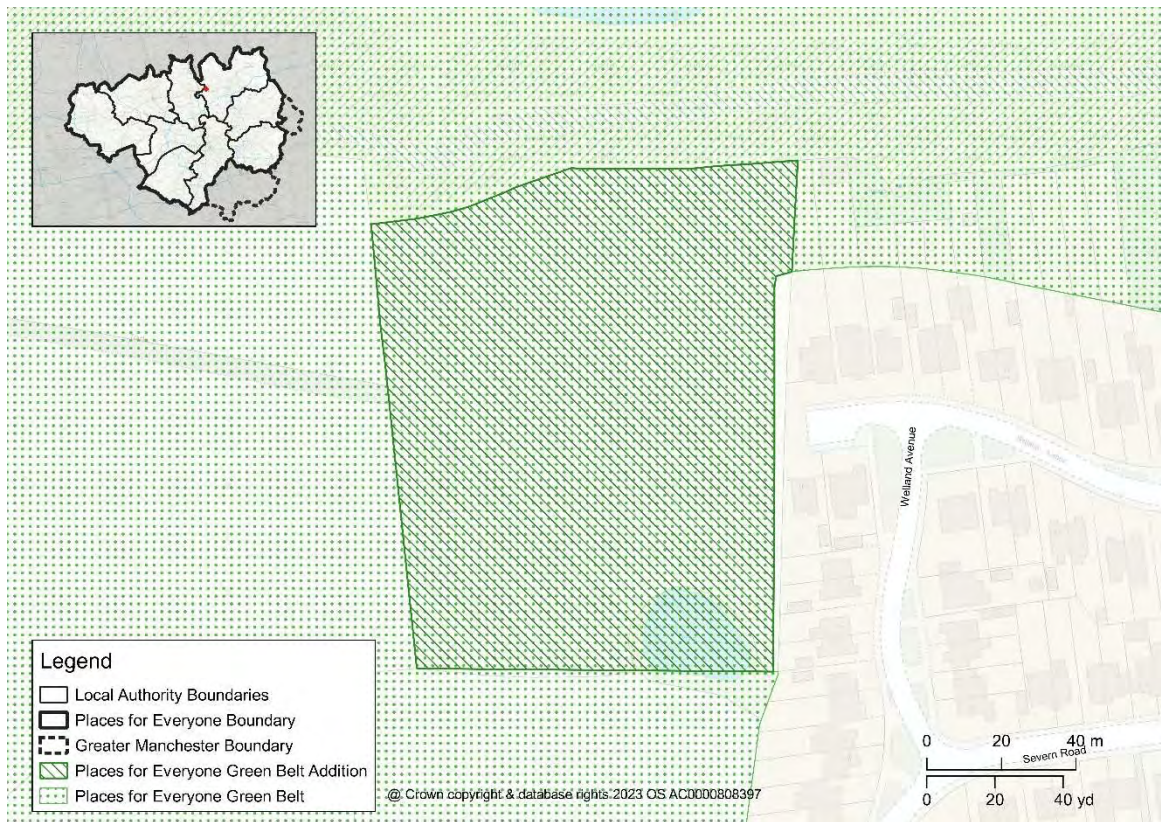 Welland Avenue
Severn Road
Legend
Local Authority Boundaries
Places for Everyone Boundary
Greater Manchester Boundary
Places for Everyone Green Belt Addition
Places for Everyone Green Belt
@ Crown copyright & database rights 2023 OS AC0000808397
0 20 40 m
0 20 40 yd